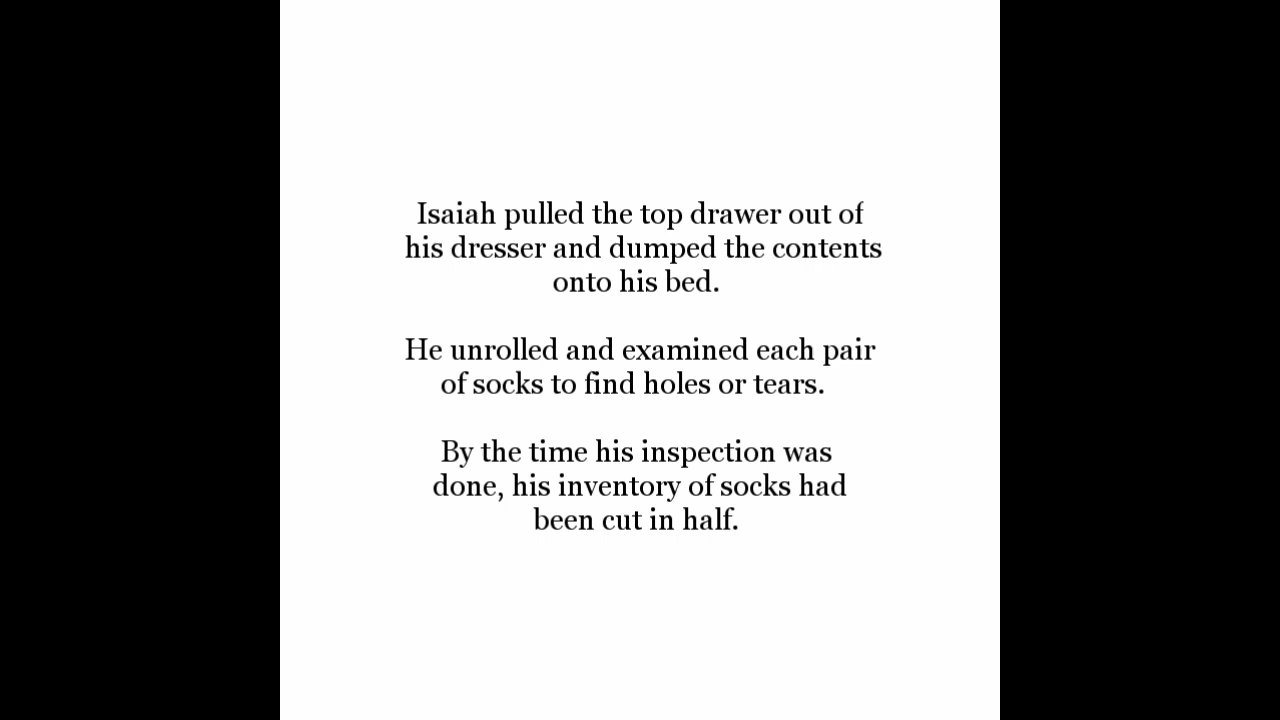 Isaiah pulled the top drawer out of
his dresser and dumped the contents
onto his bed.
He unrolled and examined each pair
of socks to find holes or tears.
By the time his inspection was
done, his inventory of socks had
been cut in half.